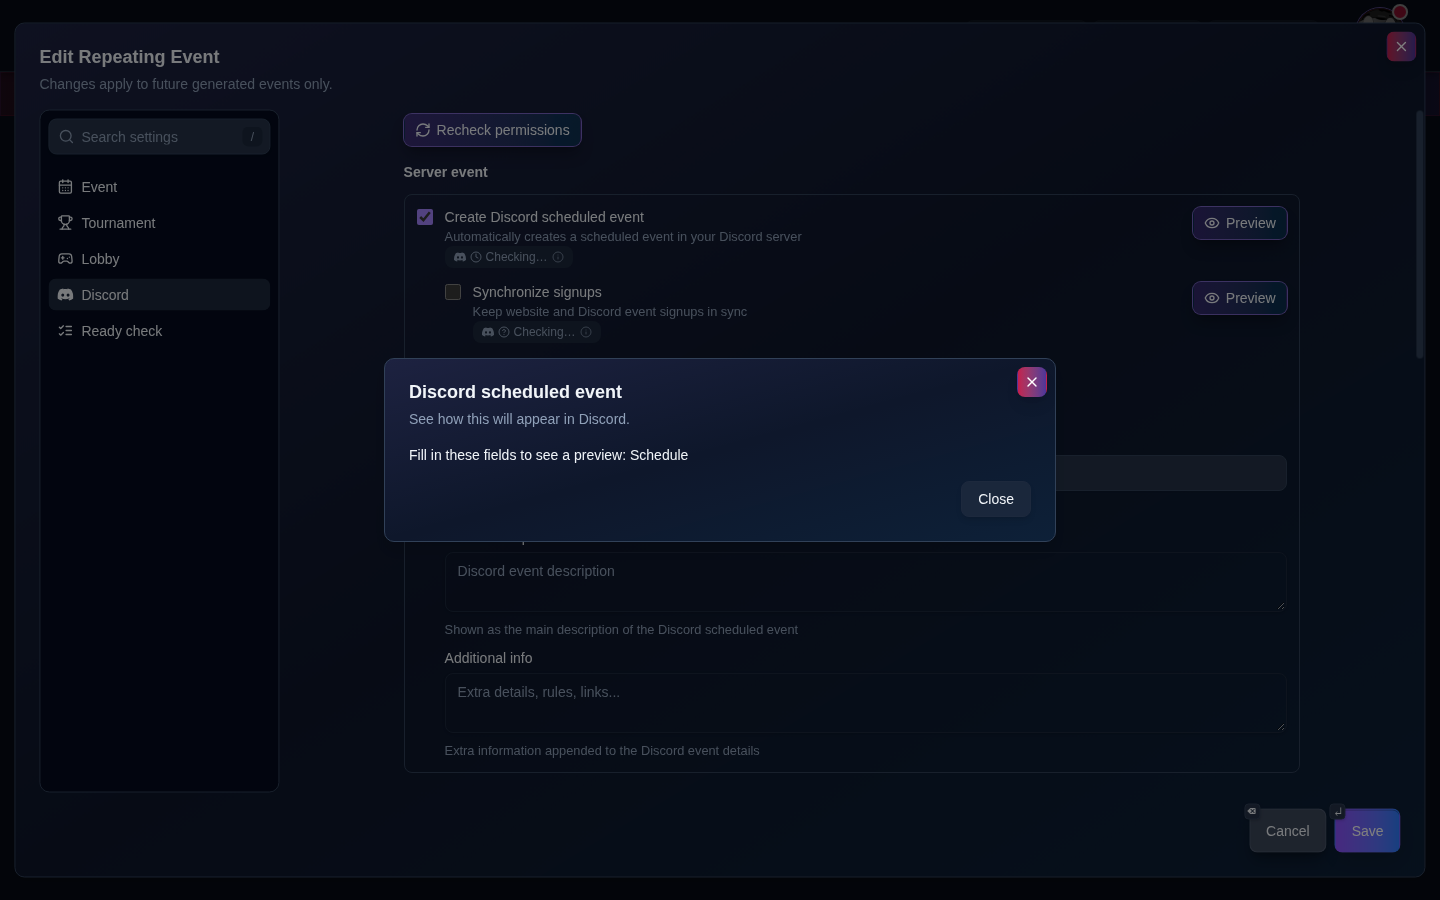 Edit Repeating Event
Changes apply to future generated events only.
Search settings /
Event
Tournament
Lobby
Discord
Ready check
Recheck permissions
Server event
Create Discord scheduled event
Automatically creates a scheduled event in your Discord server
Checking…
Preview
Synchronize signups
Keep website and Discord event signups in sync
Checking…
Preview
Discord scheduled event
See how this will appear in Discord.
Fill in these fields to see a preview: Schedule
Close
Discord event description
Shown as the main description of the Discord scheduled event
Additional info
Extra details, rules, links...
Extra information appended to the Discord event details
Cancel
Save